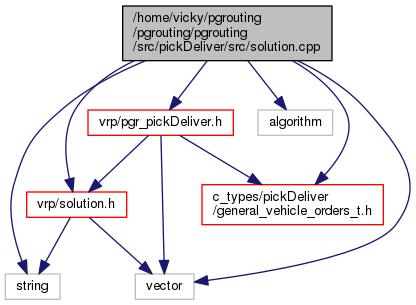 /home/vicky/pgrouting
/pgrouting/pgrouting
/src/pickDeliver/src/solution.cpp
vrp/pgr_pickDeliver.h
algorithm
vrp/solution.h
c_types/pickDeliver
/general_vehicle_orders_t.h
string
vector